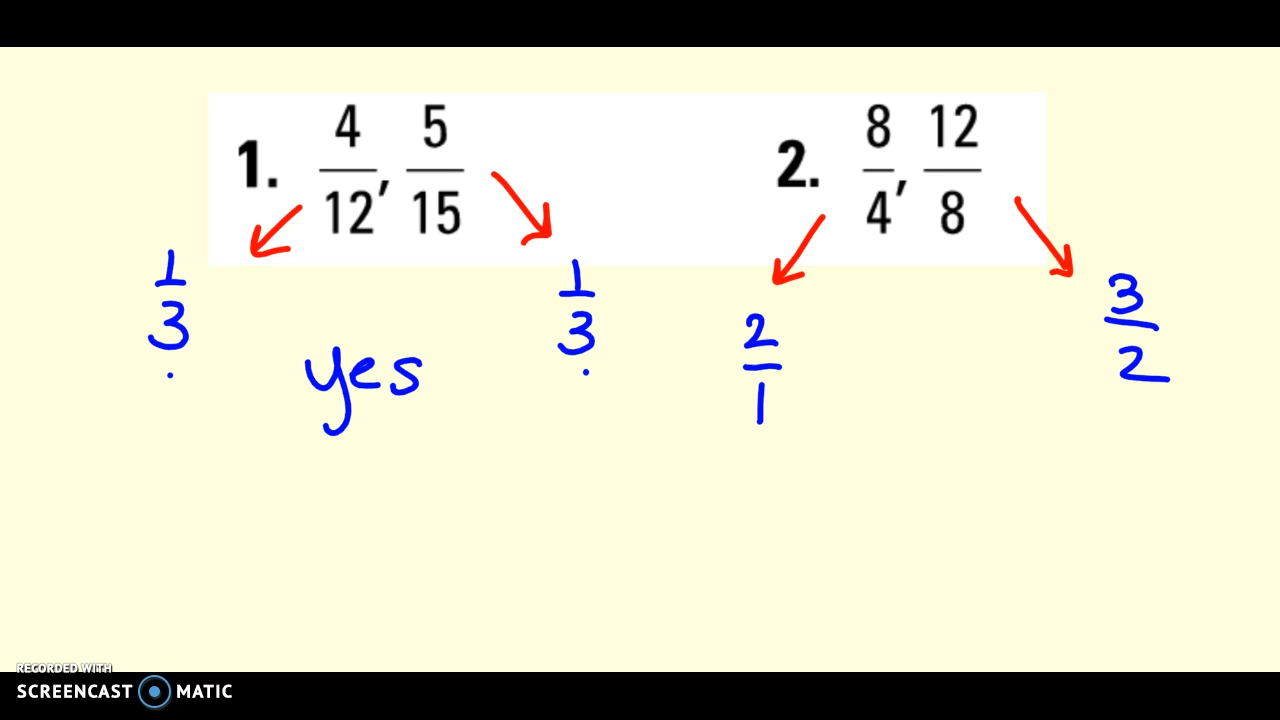 1. 4/12, 5/15
2. 8/4, 12/8
1/3
1/3
yes
2/1
3/2
RECORDED WITH
SCREENCAST MATIC